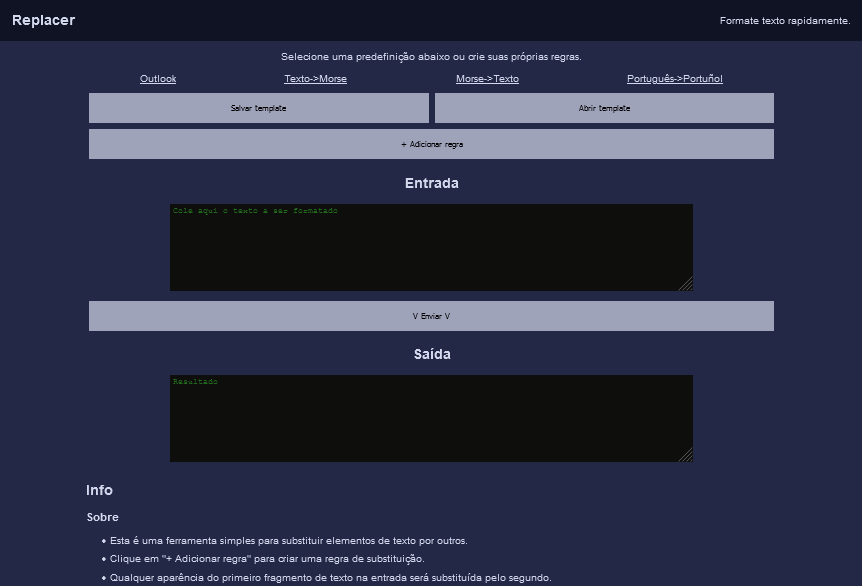 Replacer
Formate texto rapidamente.
Selecione uma predefinição abaixo ou crie suas próprias regras.
Outlook Texto->Morse Morse->Texto Português->Portuñol
Salvar template Abrir template
+ Adicionar regra
Entrada
Cole aqui o texto a ser formatado
V Enviar V
Saída
Resultado
Info
Sobre
• Esta é uma ferramenta simples para substituir elementos de texto por outros.
• Clique em "+ Adicionar regra" para criar uma regra de substituição.
• Qualquer aparência do primeiro fragmento de texto na entrada será substituída pelo segundo.